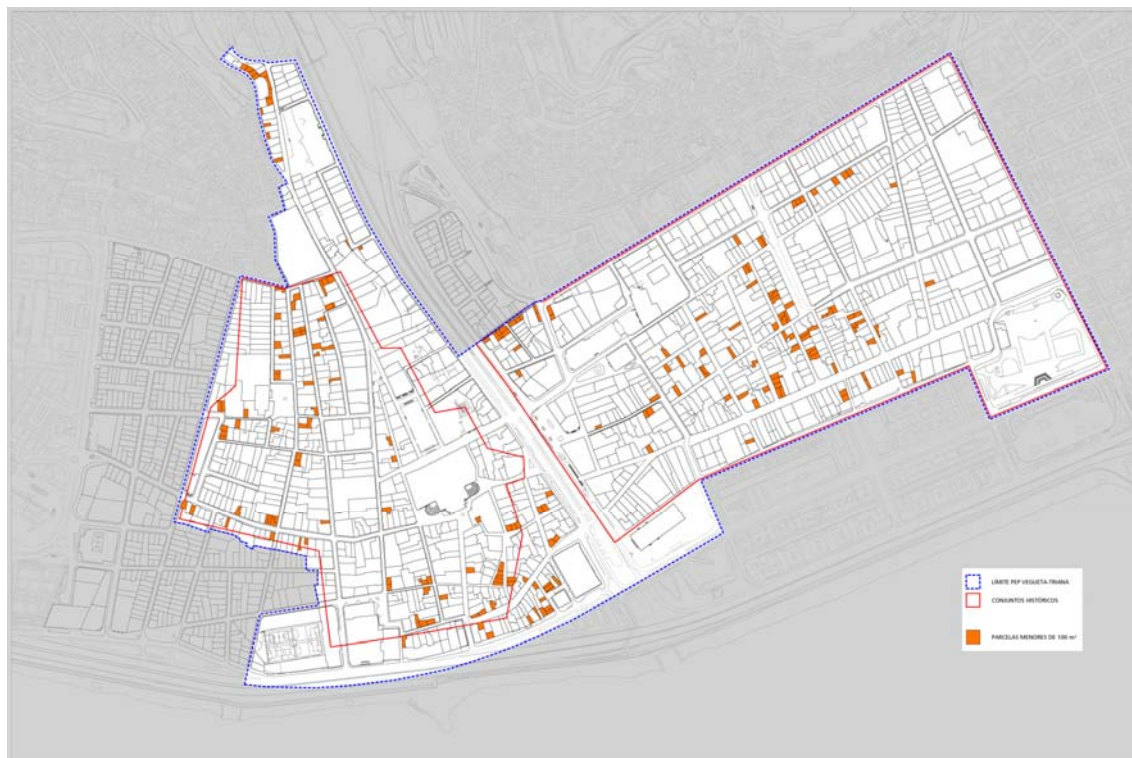 LÍMITE PEP VEGUETA-TRIANA
CONJUNTOS HISTÓRICOS
PARCELAS MENORES DE 100 m²